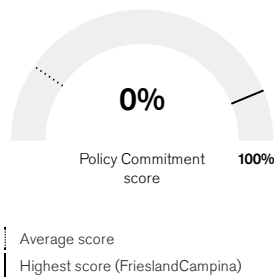 0%
Policy Commitment
score
100%
Average score
Highest score (FrieslandCampina)